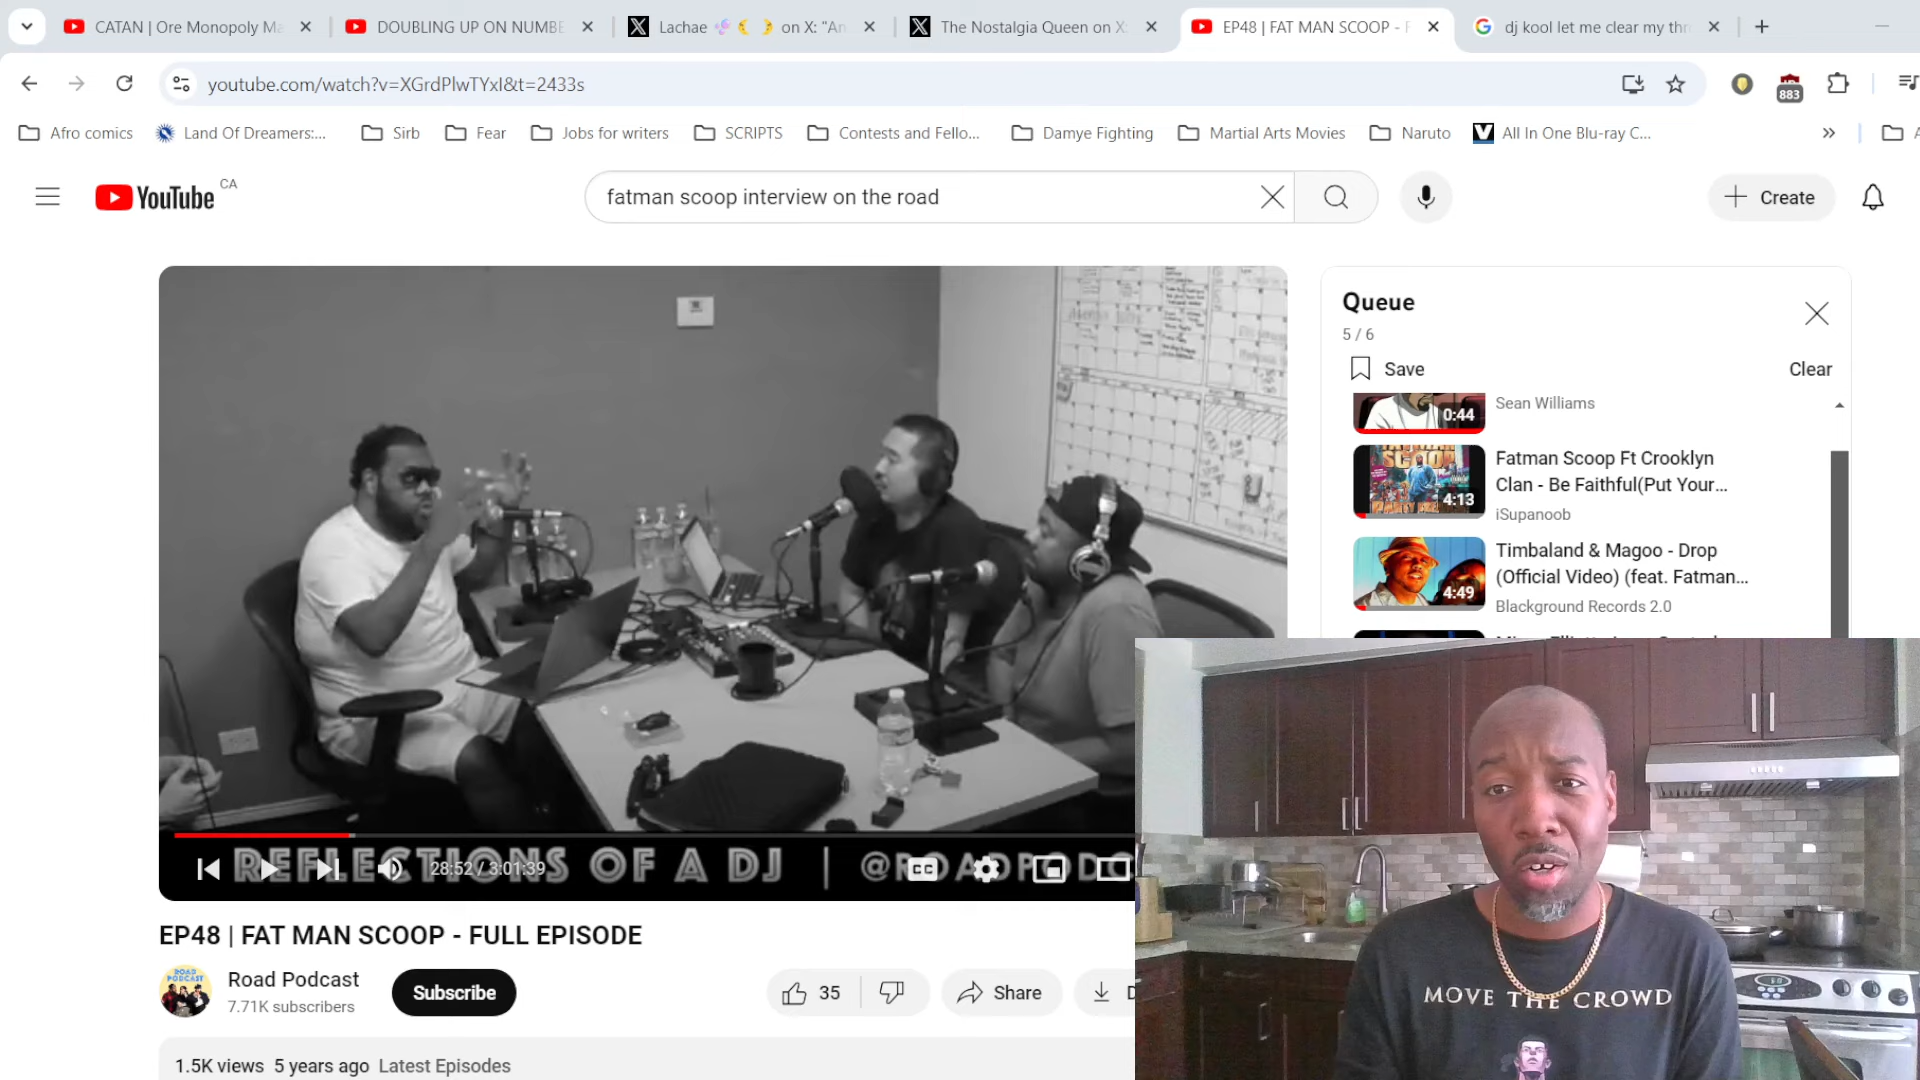 CATAN | Ore Monopoly Ma
DOUBLING UP ON NUMBE
Lachae 🧞‍♀️🌜🌛 on X: "An
The Nostalgia Queen on X:
EP48 | FAT MAN SCOOP - F
dj kool let me clear my thr
youtube.com/watch?v=XGrdPlwTYxI&t=2433s
883
Afro comics
Land Of Dreamers:...
Sirb
Fear
Jobs for writers
SCRIPTS
Contests and Fello...
Damye Fighting
Martial Arts Movies
Naruto
All In One Blu-ray C...
YouTube CA
fatman scoop interview on the road
Create
Queue
5 / 6
Save
Clear
0:44
Sean Williams
SCOOP
4:13
Fatman Scoop Ft Crooklyn
Clan - Be Faithful(Put Your...
iSupanoob
4:49
Timbaland & Magoo - Drop
(Official Video) (feat. Fatman...
Blackground Records 2.0
REFLECTIONS OF A DJ | @ROADPODC
28:52 / 3:01:39
CC
EP48 | FAT MAN SCOOP - FULL EPISODE
ROAD PODCAST
Road Podcast
7.71K subscribers
Subscribe
35
Share
D
1.5K views 5 years ago Latest Episodes
MOVE THE CROWD